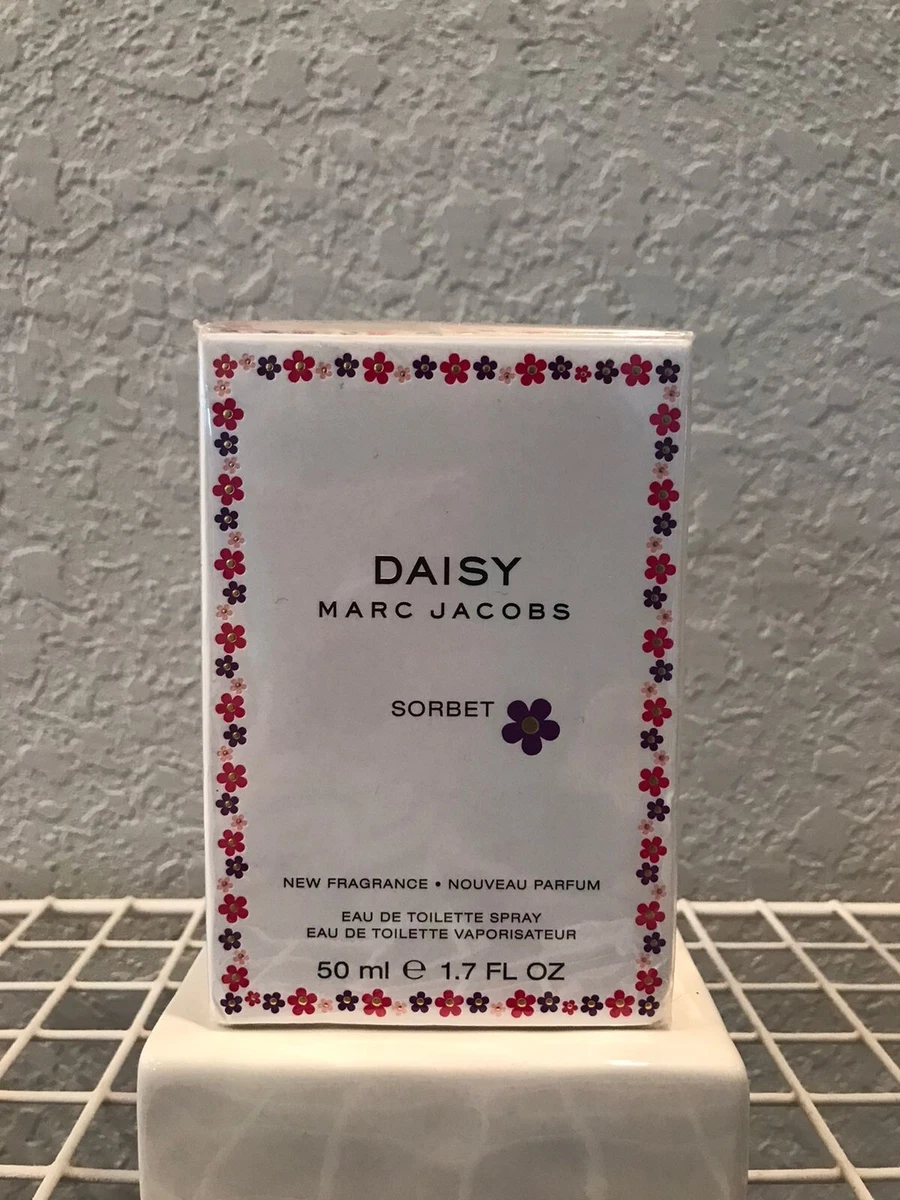 DAISY
MARC JACOBS
SORBET
NEW FRAGRANCE • NOUVEAU PARFUM
EAU DE TOILETTE SPRAY
EAU DE TOILETTE VAPORISATEUR
50 ml ℮ 1.7 FL OZ